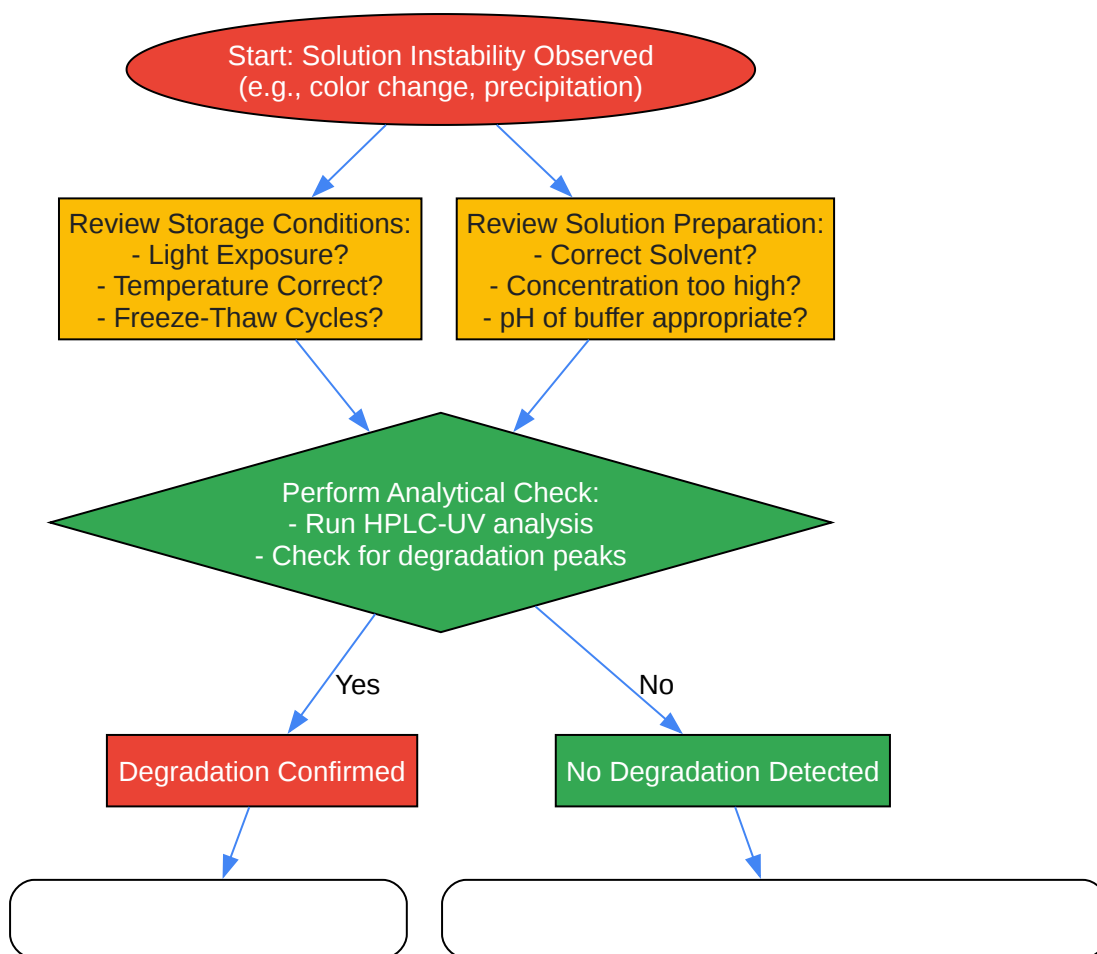 Start: Solution Instability Observed
(e.g., color change, precipitation)
Review Storage Conditions:
- Light Exposure?
- Temperature Correct?
- Freeze-Thaw Cycles?
Review Solution Preparation:
- Correct Solvent?
- Concentration too high?
- pH of buffer appropriate?
Perform Analytical Check:
- Run HPLC-UV analysis
- Check for degradation peaks
Yes
No
Degradation Confirmed
No Degradation Detected